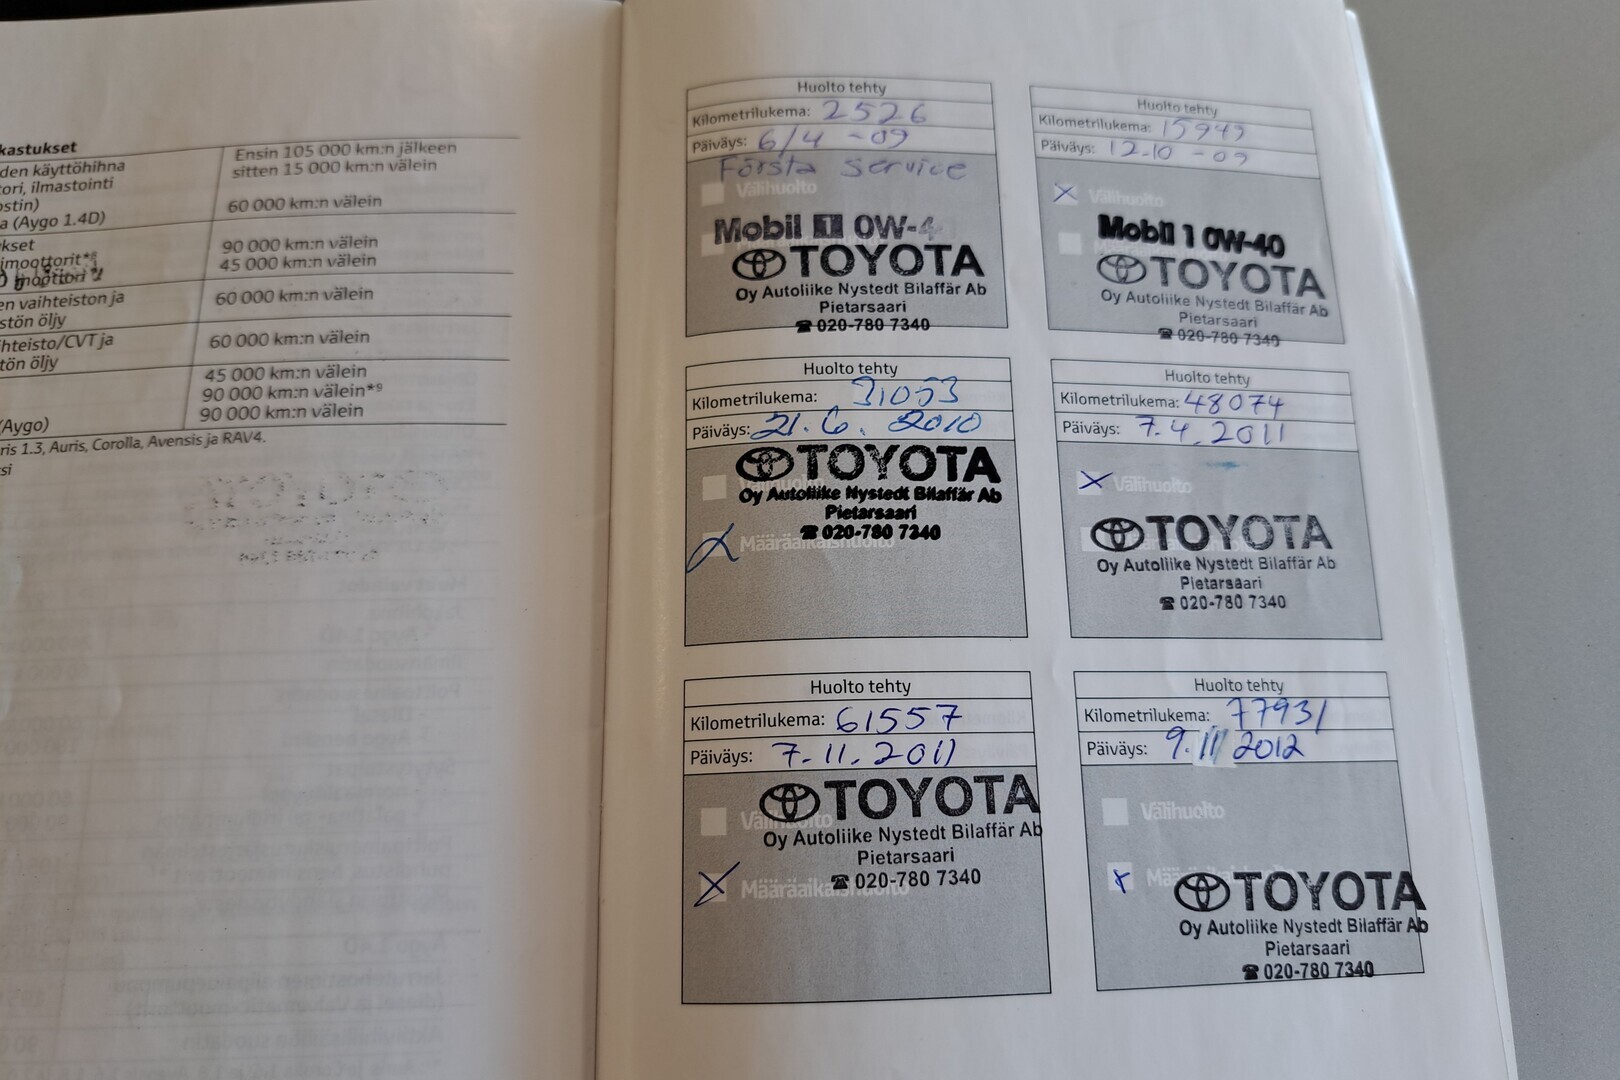 kastukset
den käyttöhihna
tori, ilmastointi
ostin)
a (Aygo 1.4D)
kset
imoottorit*
moottori
en vaihteiston ja
stön öljy
ihteisto/CVT ja
tön öljy
(Aygo)
Ensin 105 000 km:n jälkeen
sitten 15 000 km:n välein
60 000 km:n välein
90 000 km:n välein
45 000 km:n välein
60 000 km:n välein
60 000 km:n välein
45 000 km:n välein
90 000 km:n välein*⁹
90 000 km:n välein
ris 1.3, Auris, Corolla, Avensis ja RAV4.
si
Huolto tehty
Kilometrilukema: 2526
Päiväys: 6/4 -09
Första service
Välihuolto
Mobil 1 0W-4
TOYOTA
Oy Autoliike Nystedt Bilaffär Ab
Pietarsaari
☎ 020-780 7340
Huolto tehty
Kilometrilukema: 15949
Päiväys: 12.10 -09
Välihuolto
Mobil 1 0W-40
TOYOTA
Oy Autoliike Nystedt Bilaffär Ab
Pietarsaari
☎ 020-780 7340
Huolto tehty
Kilometrilukema: 31053
Päiväys: 21.6. 2010
TOYOTA
Välihuolto
Oy Autoliike Nystedt Bilaffär Ab
Pietarsaari
☎ 020-780 7340
Määräaikaishuolto
Huolto tehty
Kilometrilukema: 48074
Päiväys: 7.4.2011
Välihuolto
TOYOTA
Oy Autoliike Nystedt Bilaffär Ab
Pietarsaari
☎ 020-780 7340
Huolto tehty
Kilometrilukema: 61557
Päiväys: 7.11.2011
TOYOTA
Välihuolto
Oy Autoliike Nystedt Bilaffär Ab
Pietarsaari
☎ 020-780 7340
Määräaikaishuolto
Huolto tehty
Kilometrilukema: 77931
Päiväys: 9.11 2012
Välihuolto
TOYOTA
Oy Autoliike Nystedt Bilaffär Ab
Pietarsaari
☎ 020-780 7340